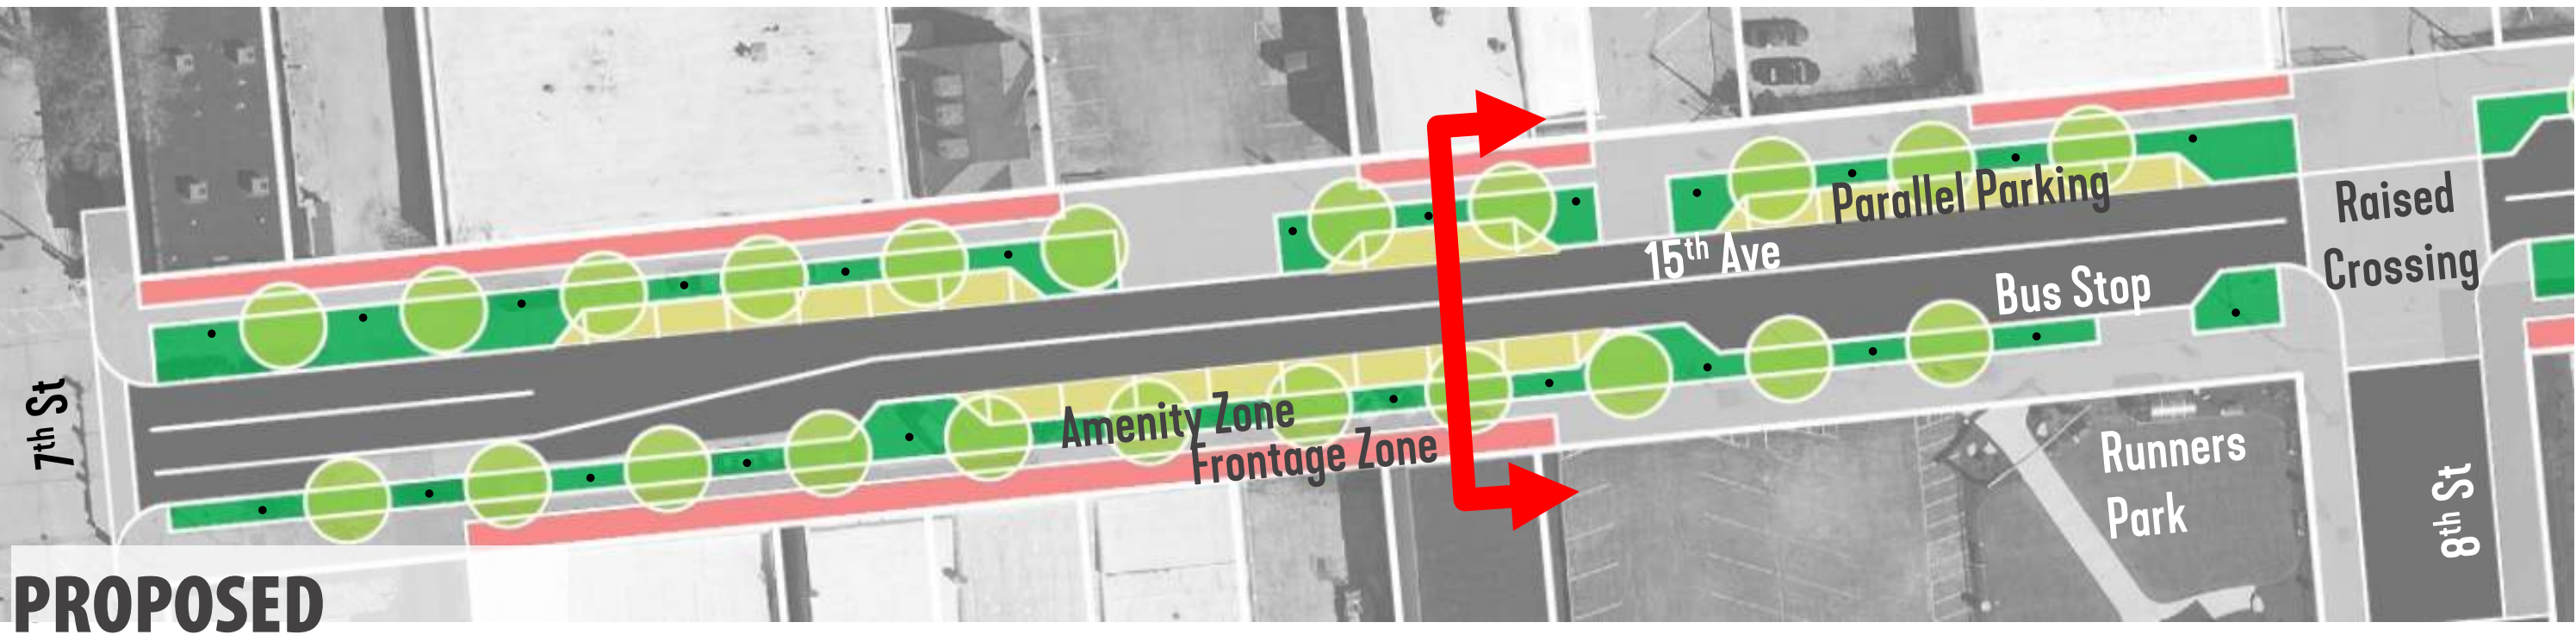 Parallel Parking
Raised
Crossing
15th Ave
Bus Stop
7th St
Amenity Zone
Frontage Zone
Runners
Park
8th St
PROPOSED